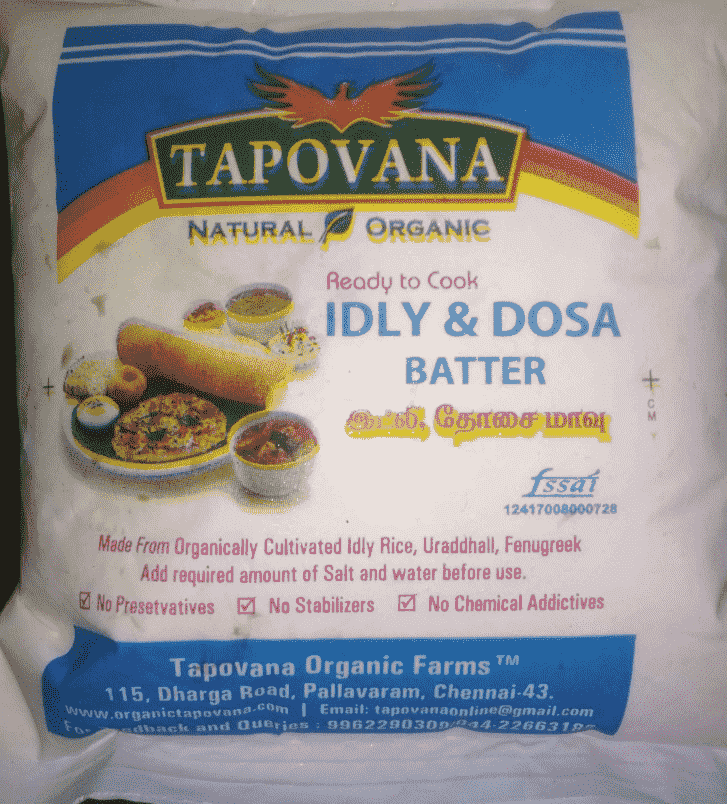 TAPOVANA
NATURAL ORGANIC
Ready to Cook
IDLY & DOSA
BATTER
இட்லி, தோசை மாவு
C
M
Y
fssai
12417008000728
Made From Organically Cultivated Idly Rice, Uraddhall, Fenugreek
Add required amount of Salt and water before use.
No Presetvatives No Stabilizers No Chemical Addictives
Tapovana Organic Farms™
115, Dharga Road, Pallavaram, Chennai-43.
www.organictapovana.com | Email: tapovanaonline@gmail.com
and Queries :